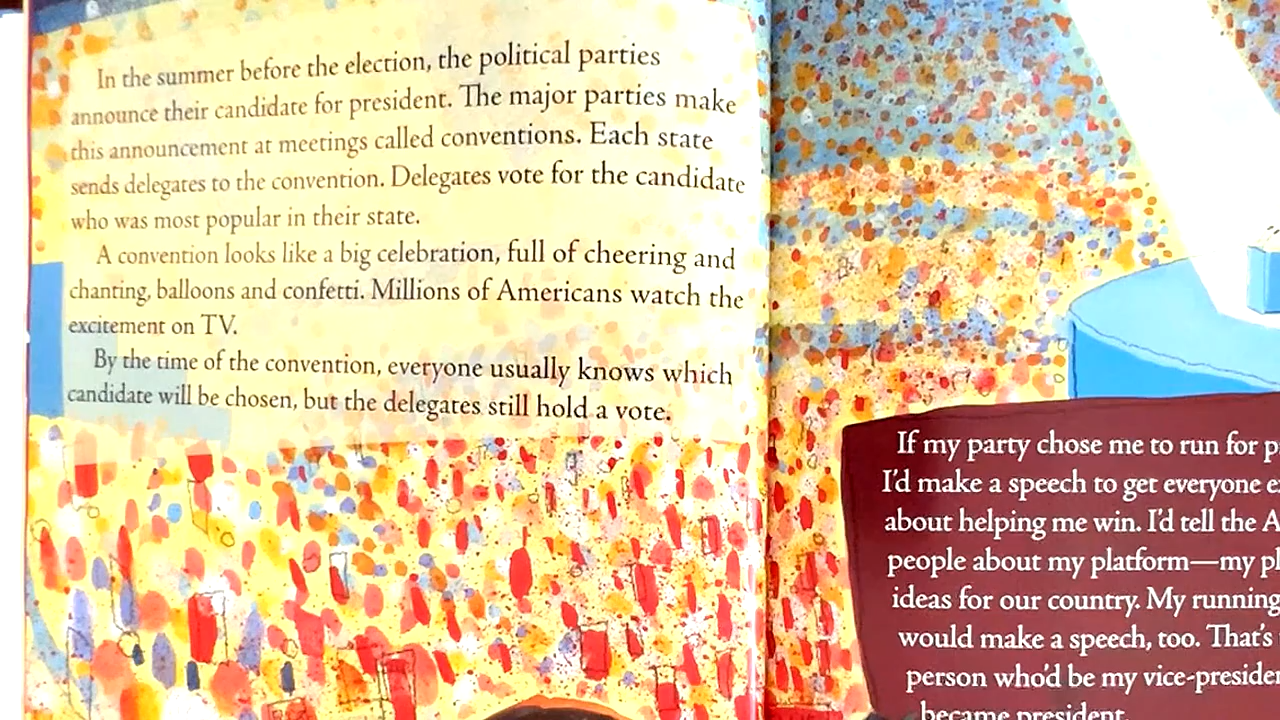 In the summer before the election, the political parties
announce their candidate for president. The major parties make
this announcement at meetings called conventions. Each state
sends delegates to the convention. Delegates vote for the candidate
who was most popular in their state.
A convention looks like a big celebration, full of cheering and
chanting, balloons and confetti. Millions of Americans watch the
excitement on TV.
By the time of the convention, everyone usually knows which
candidate will be chosen, but the delegates still hold a vote.
If my party chose me to run for
I'd make a speech to get everyone
about helping me win. I'd tell the
people about my platform—my
ideas for our country. My running
would make a speech, too. That's
person who'd be my
became president